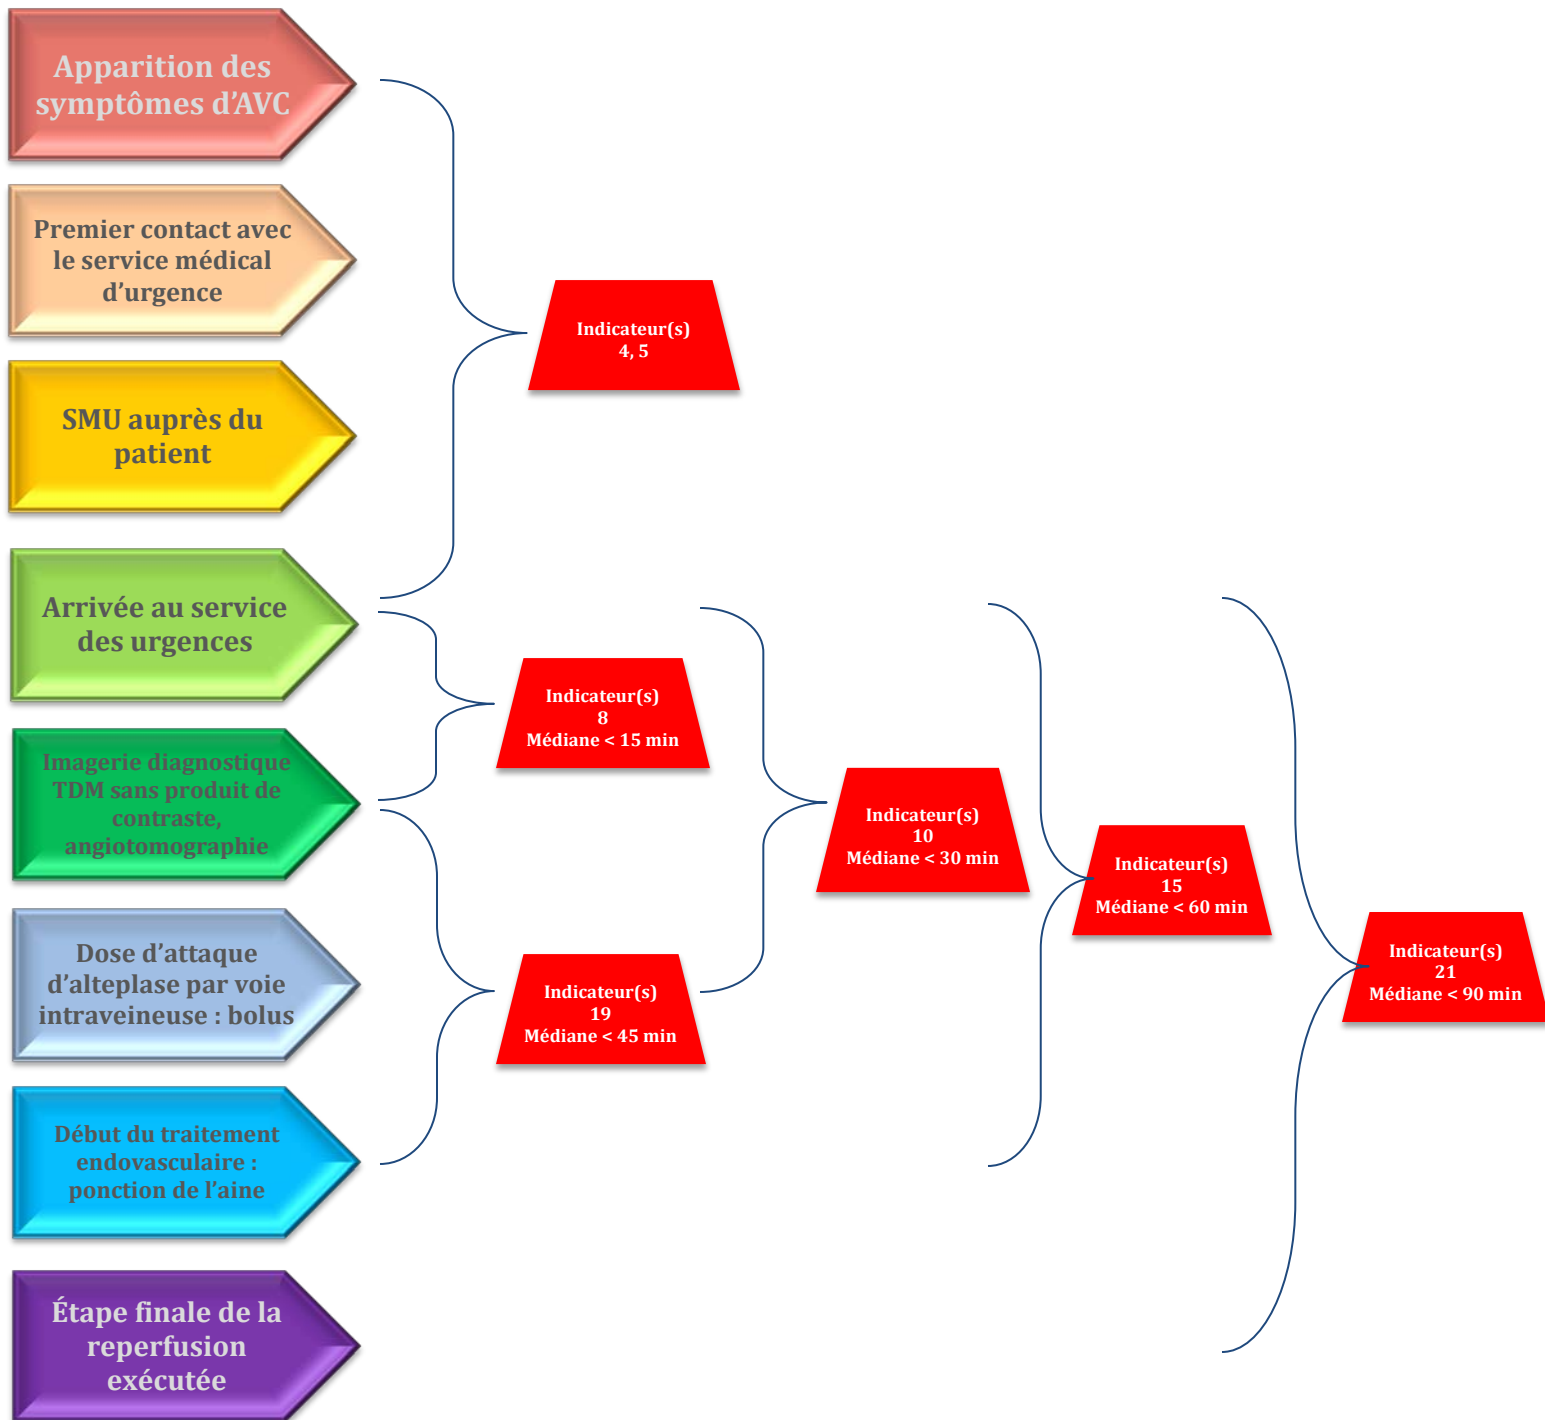 Apparition des
symptômes d'AVC
Premier contact avec
le service médical
d'urgence
SMU auprès du
patient
Arrivée au service
des urgences
Imagerie diagnostique
TDM sans produit de
contraste,
angiotomographie
Dose d'attaque
d'alteplase par voie
intraveineuse : bolus
Début du traitement
endovasculaire :
ponction de l'aine
Étape finale de la
reperfusion
exécutée
Indicateur(s)
4, 5
Indicateur(s)
8
Médiane < 15 min
Indicateur(s)
19
Médiane < 45 min
Indicateur(s)
10
Médiane < 30 min
Indicateur(s)
15
Médiane < 60 min
Indicateur(s)
21
Médiane < 90 min